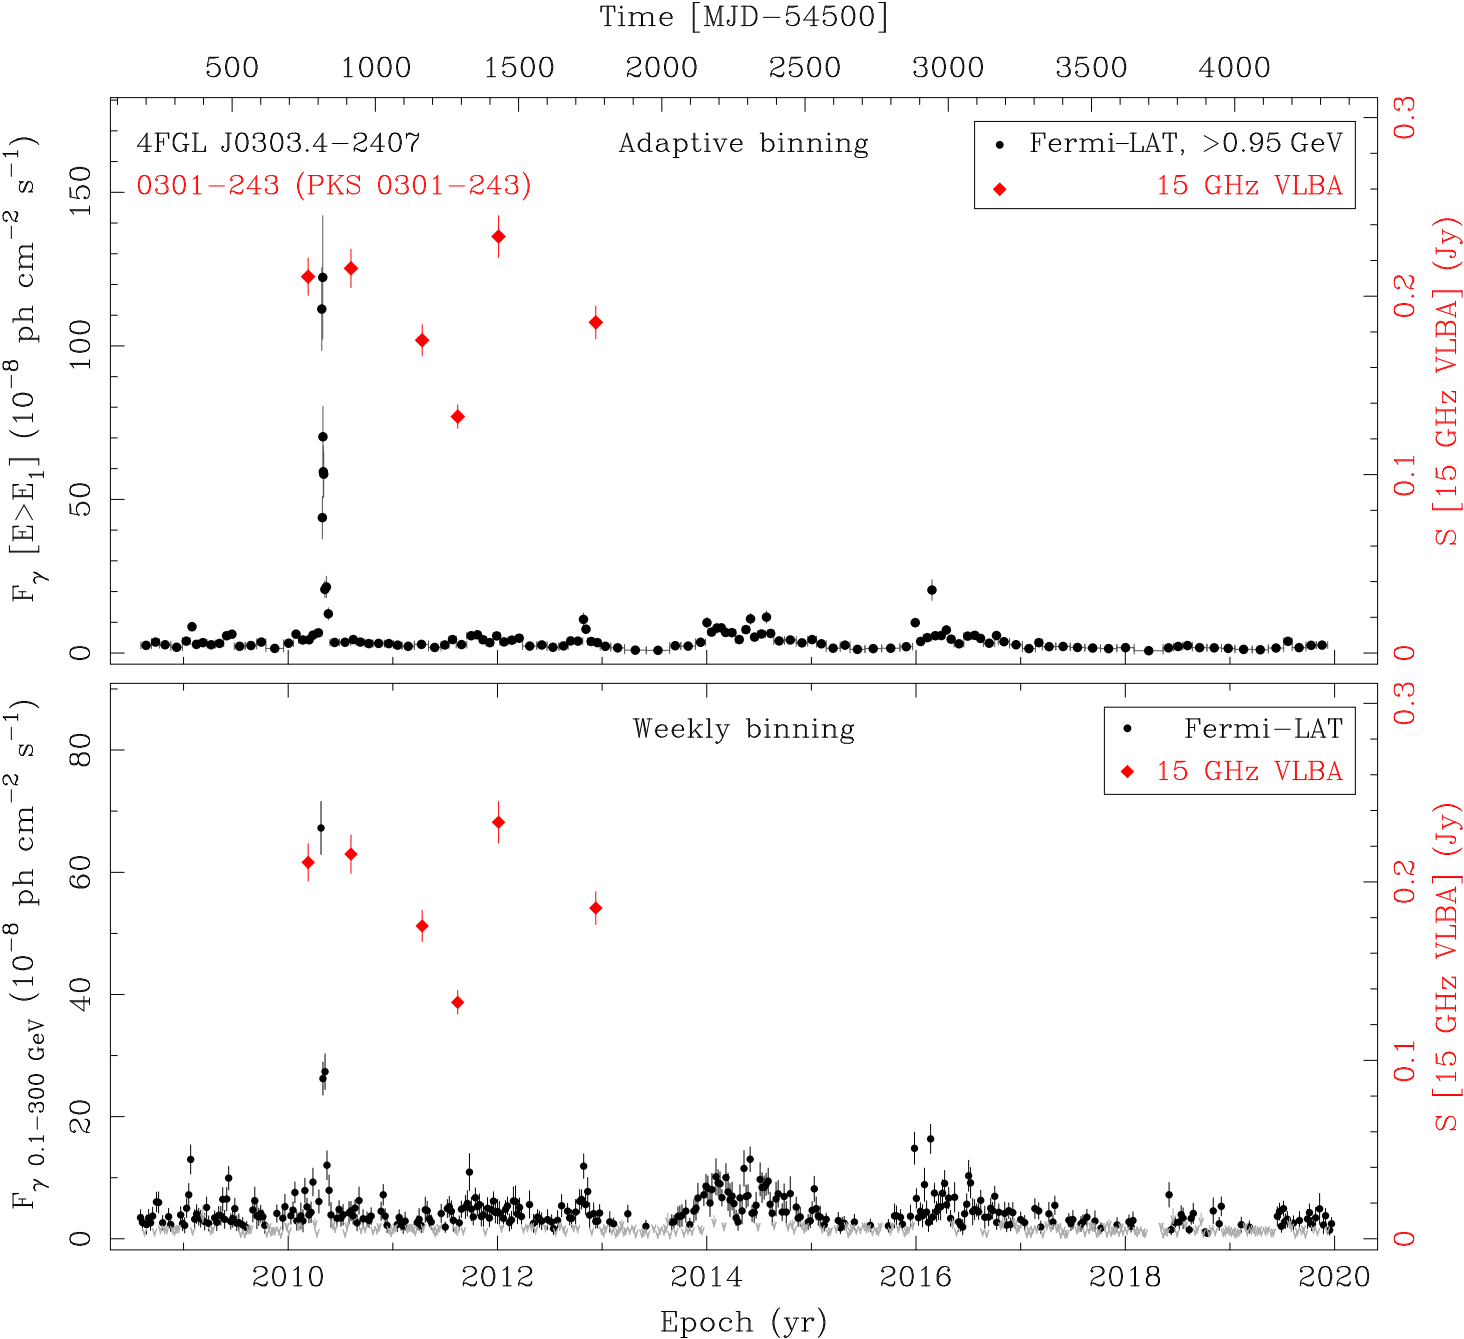 Time [MJD−54500]
500 1000 1500 2000 2500 3000 3500 4000
4FGL J0303.4−2407
0301−243 (PKS 0301−243)
Adaptive binning
Fermi−LAT, >0.95 GeV
15 GHz VLBA
F_γ [E>E_1] (10^−8 ph cm^−2 s^−1)
0 50 100 150
S [15 GHz VLBA] (Jy)
0 0.1 0.2 0.3
Weekly binning
Fermi−LAT
15 GHz VLBA
F_γ 0.1−300 GeV (10^−8 ph cm^−2 s^−1)
0 20 40 60 80
S [15 GHz VLBA] (Jy)
0 0.1 0.2 0.3
2010 2012 2014 2016 2018 2020
Epoch (yr)